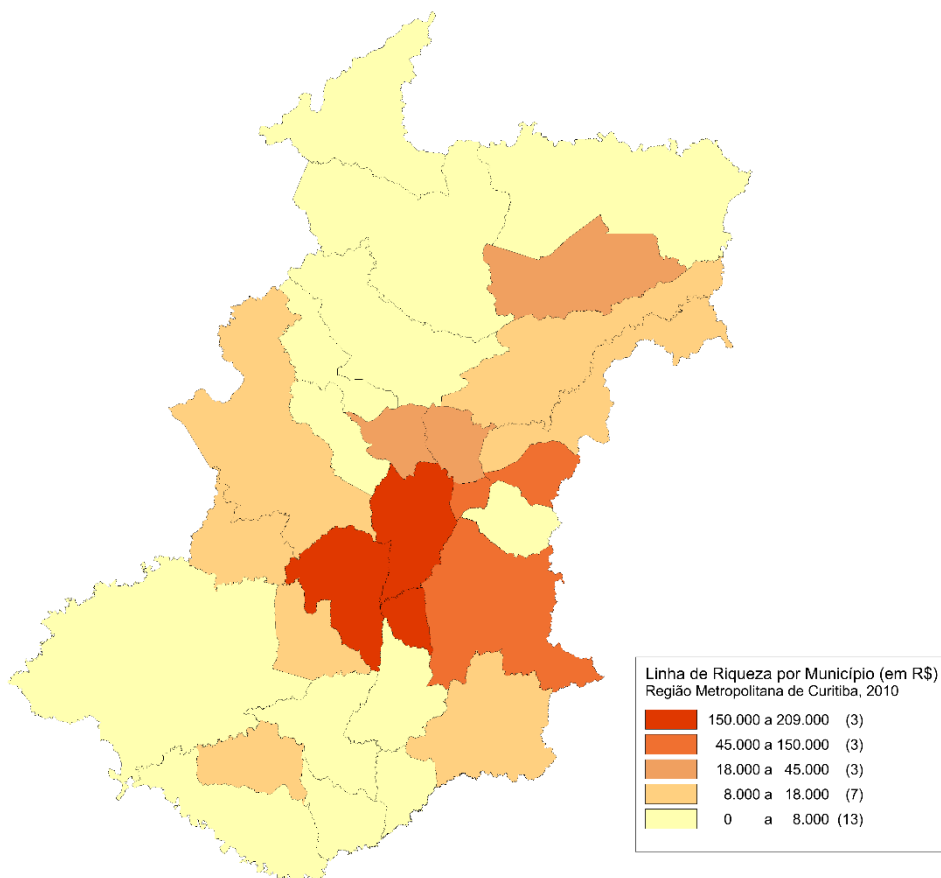 Linha de Riqueza por Município (em R$)
Região Metropolitana de Curitiba, 2010
150.000 a 209.000 (3)
45.000 a 150.000 (3)
18.000 a 45.000 (3)
8.000 a 18.000 (7)
0 a 8.000 (13)